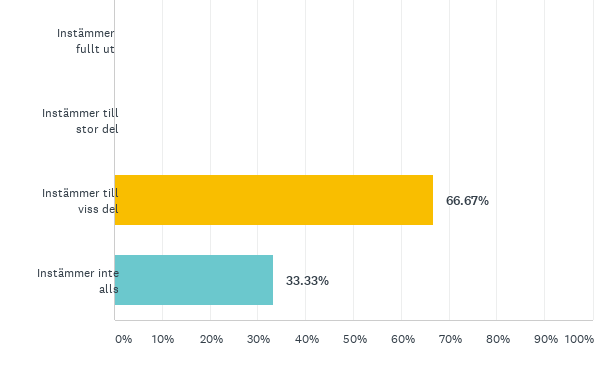 Instämmer
fullt ut
Instämmer till
stor del
Instämmer till
viss del
66.67%
Instämmer inte
alls
33.33%
0% 10% 20% 30% 40% 50% 60% 70% 80% 90% 100%